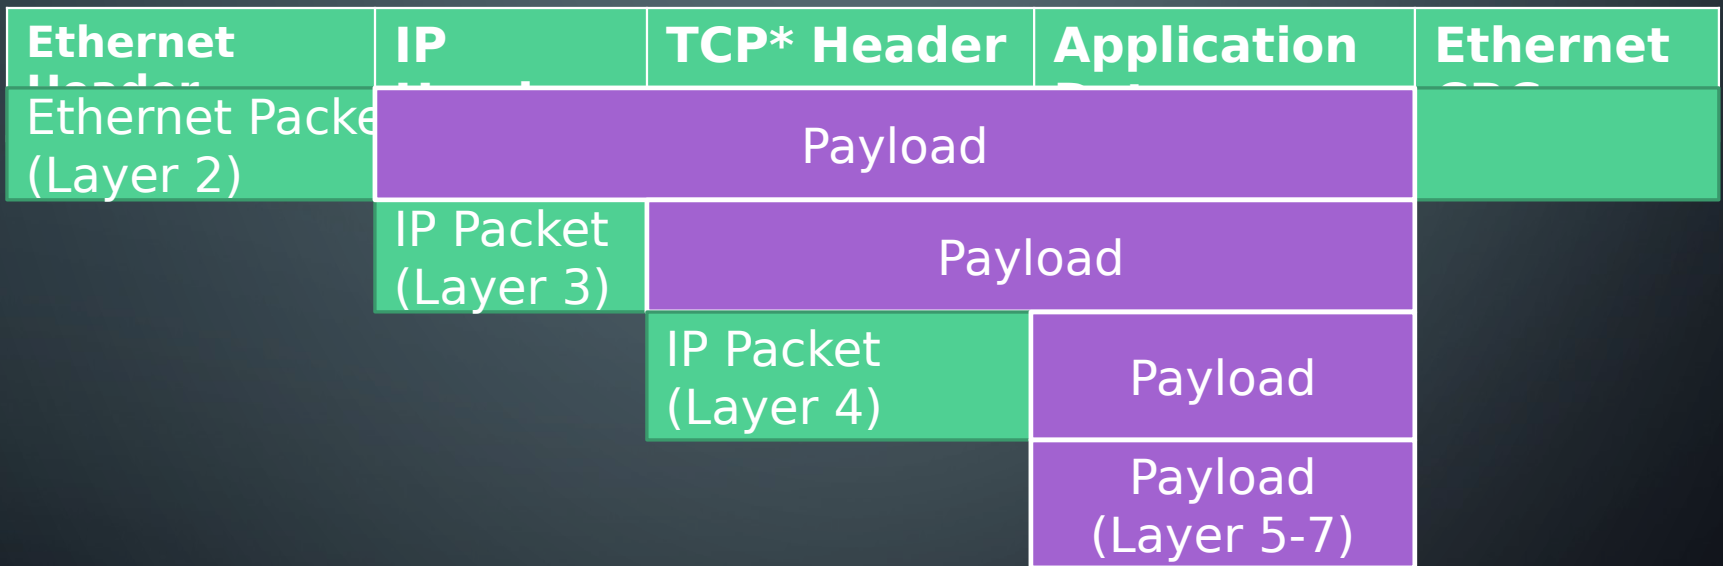 Ethernet
Header
IP
TCP* Header
Application
Ethernet
Ethernet Packe
(Layer 2)
Payload
IP Packet
(Layer 3)
Payload
IP Packet
(Layer 4)
Payload
Payload
(Layer 5-7)